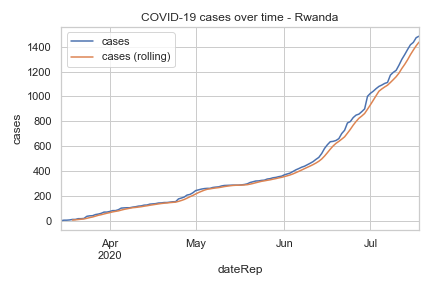 COVID-19 cases over time - Rwanda
cases
cases (rolling)
1400
1200
1000
800
600
400
200
0
cases
Apr
2020
May
Jun
Jul
dateRep